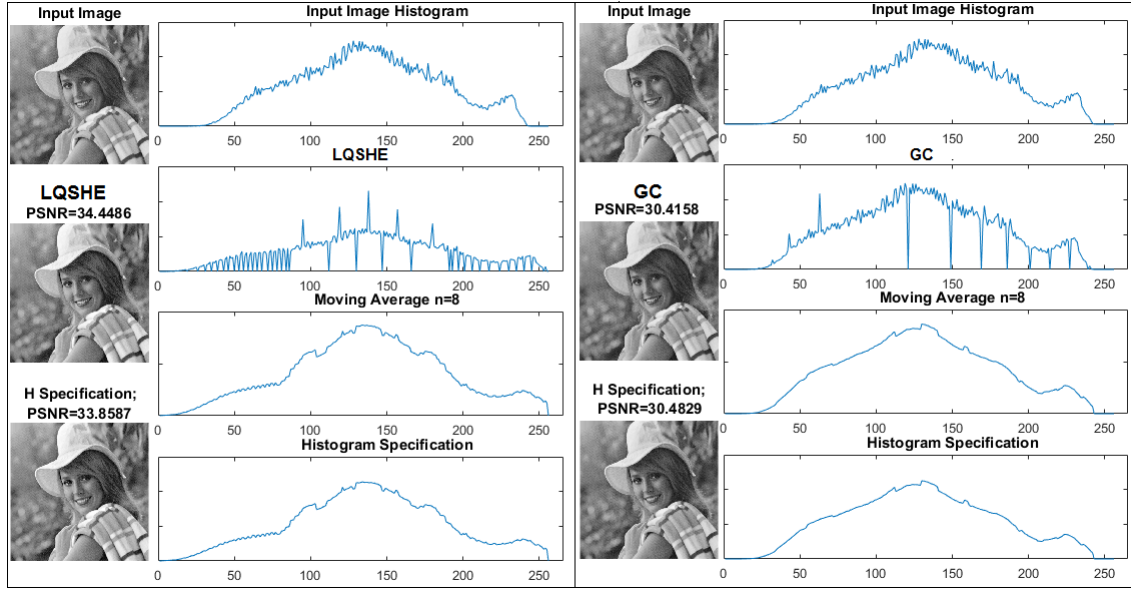 Input Image
Input Image Histogram
0 50 100 150 200 250
LQSHE
LQSHE
PSNR=34.4486
0 50 100 150 200 250
Moving Average n=8
0 50 100 150 200 250
H Specification;
PSNR=33.8587
Histogram Specification
0 50 100 150 200 250
Input Image
Input Image Histogram
0 50 100 150 200 250
GC
GC
PSNR=30.4158
0 50 100 150 200 250
Moving Average n=8
0 50 100 150 200 250
H Specification;
PSNR=30.4829
Histogram Specification
0 50 100 150 200 250